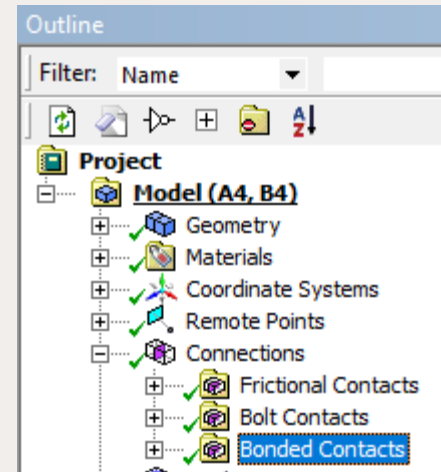 Outline
Filter: Name
Project
Model (A4, B4)
Geometry
Materials
Coordinate Systems
Remote Points
Connections
Frictional Contacts
Bolt Contacts
Bonded Contacts